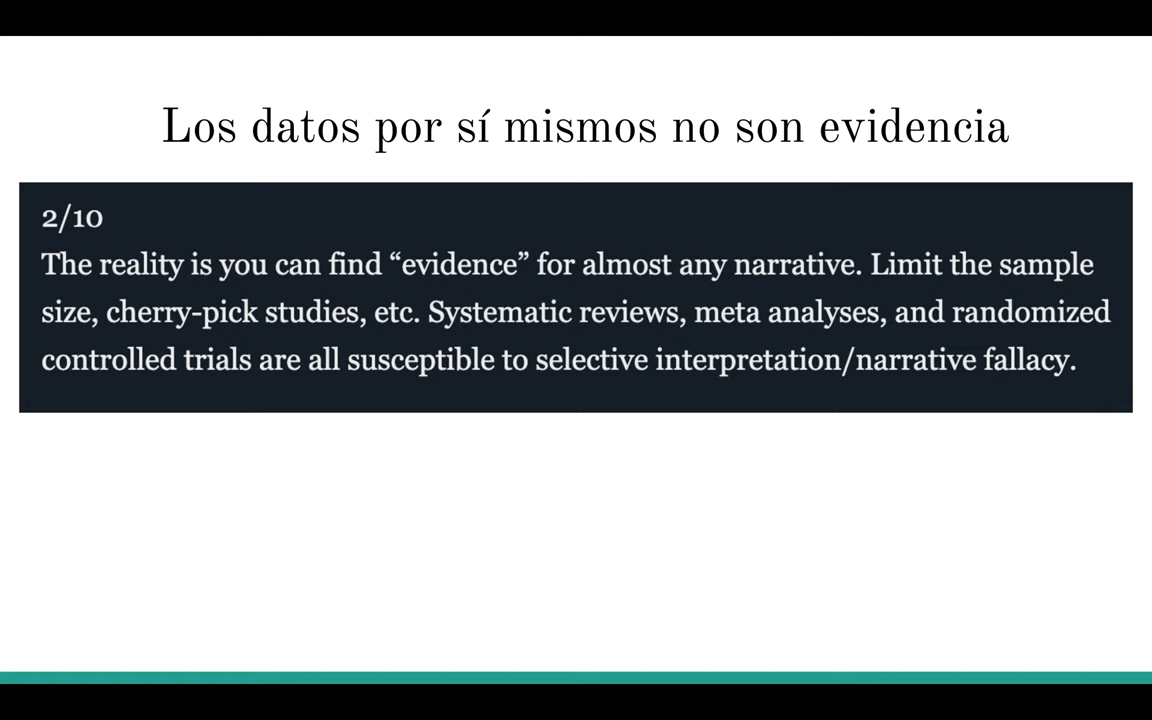 Los datos por sí mismos no son evidencia
2/10
The reality is you can find “evidence” for almost any narrative. Limit the sample
size, cherry-pick studies, etc. Systematic reviews, meta analyses, and randomized
controlled trials are all susceptible to selective interpretation/narrative fallacy.